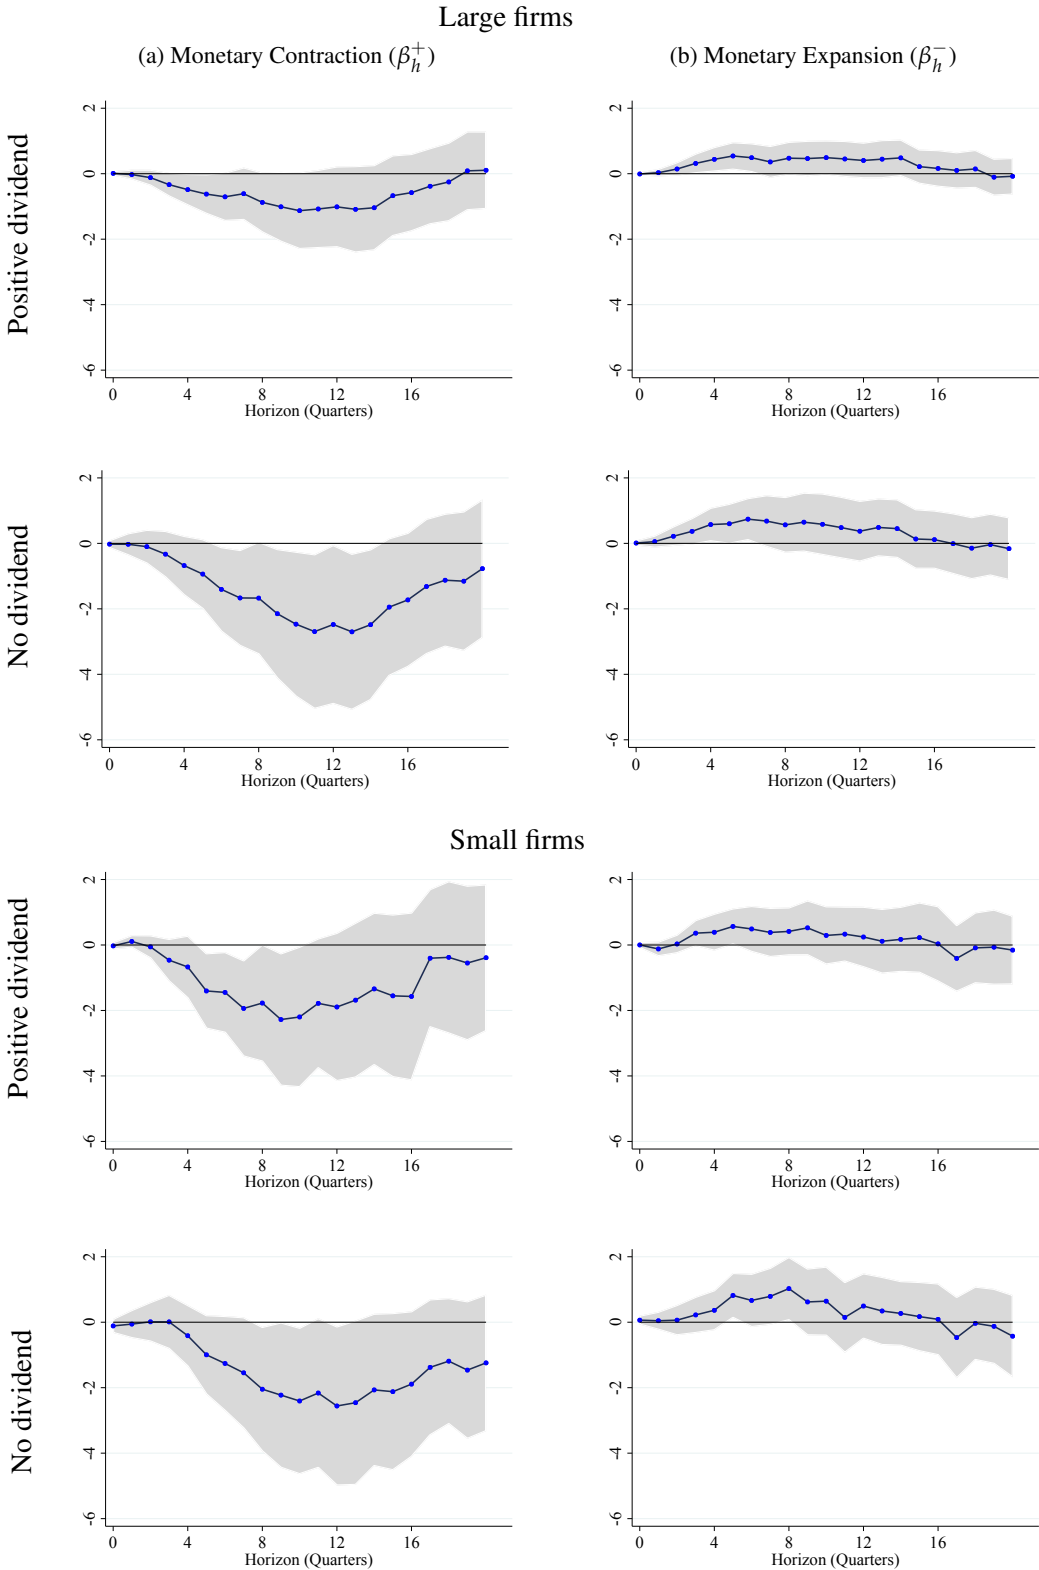 Large firms
(a) Monetary Contraction (β_h^+)
(b) Monetary Expansion (β_h^−)
Positive dividend
2
0
-2
-4
-6
0 4 8 12 16
Horizon (Quarters)
2
0
-2
-4
-6
0 4 8 12 16
Horizon (Quarters)
No dividend
2
0
-2
-4
-6
0 4 8 12 16
Horizon (Quarters)
2
0
-2
-4
-6
0 4 8 12 16
Horizon (Quarters)
Small firms
Positive dividend
2
0
-2
-4
-6
0 4 8 12 16
Horizon (Quarters)
2
0
-2
-4
-6
0 4 8 12 16
Horizon (Quarters)
No dividend
2
0
-2
-4
-6
0 4 8 12 16
Horizon (Quarters)
2
0
-2
-4
-6
0 4 8 12 16
Horizon (Quarters)